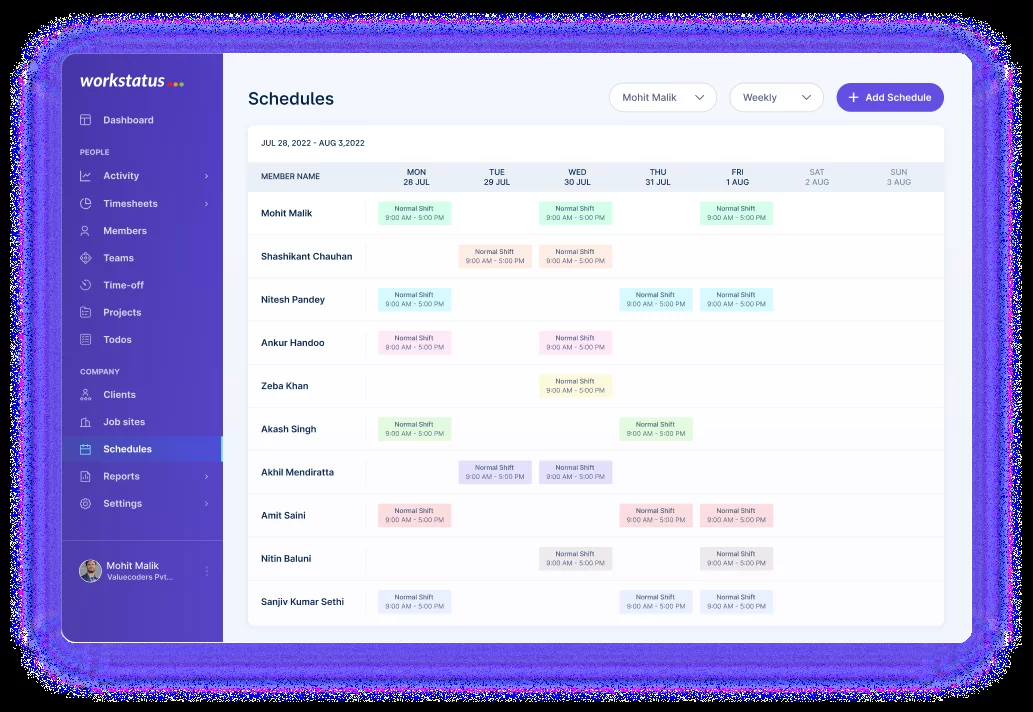 workstatus
Dashboard
PEOPLE
Activity
Timesheets
Members
Teams
Time-off
Projects
Todos
COMPANY
Clients
Job sites
Schedules
Reports
Settings
Mohit Malik
Valuecoders Pvt...
Schedules
Mohit Malik
Weekly
+ Add Schedule
JUL 28, 2022 - AUG 3,2022
MEMBER NAME MON TUE WED THU FRI SAT SUN
28 JUL 29 JUL 30 JUL 31 JUL 1 AUG 2 AUG 3 AUG
Mohit Malik
Normal Shift Normal Shift Normal Shift
9:00 AM - 5:00 PM 9:00 AM - 5:00 PM 9:00 AM - 5:00 PM
Shashikant Chauhan
Normal Shift Normal Shift
9:00 AM - 5:00 PM 9:00 AM - 5:00 PM
Nitesh Pandey
Normal Shift Normal Shift Normal Shift
9:00 AM - 5:00 PM 9:00 AM - 5:00 PM 9:00 AM - 5:00 PM
Ankur Handoo
Normal Shift Normal Shift
9:00 AM - 5:00 PM 9:00 AM - 5:00 PM
Zeba Khan
Normal Shift
9:00 AM - 5:00 PM
Akash Singh
Normal Shift Normal Shift
9:00 AM - 5:00 PM 9:00 AM - 5:00 PM
Akhil Mendiratta
Normal Shift Normal Shift
9:00 AM - 5:00 PM 9:00 AM - 5:00 PM
Amit Saini
Normal Shift Normal Shift Normal Shift
9:00 AM - 5:00 PM 9:00 AM - 5:00 PM 9:00 AM - 5:00 PM
Nitin Baluni
Normal Shift Normal Shift
9:00 AM - 5:00 PM 9:00 AM - 5:00 PM
Sanjiv Kumar Sethi
Normal Shift Normal Shift Normal Shift
9:00 AM - 5:00 PM 9:00 AM - 5:00 PM 9:00 AM - 5:00 PM